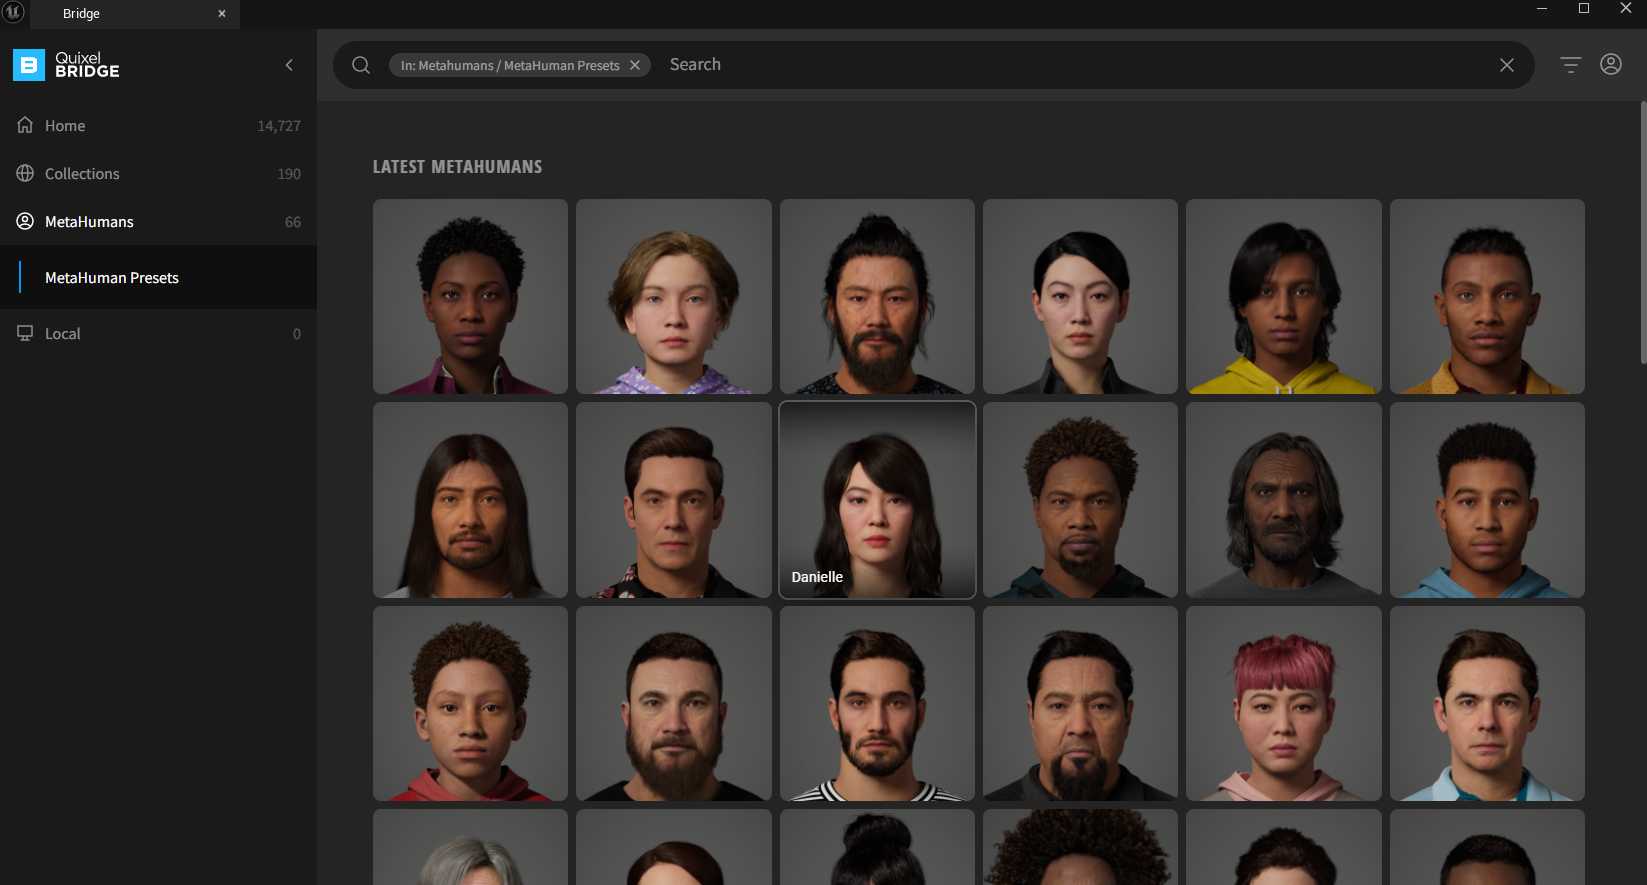 Bridge
Quixel
BRIDGE
In: Metahumans / MetaHuman Presets
Search
Home 14,727
Collections 190
MetaHumans 66
MetaHuman Presets
Local 0
LATEST METAHUMANS
Danielle